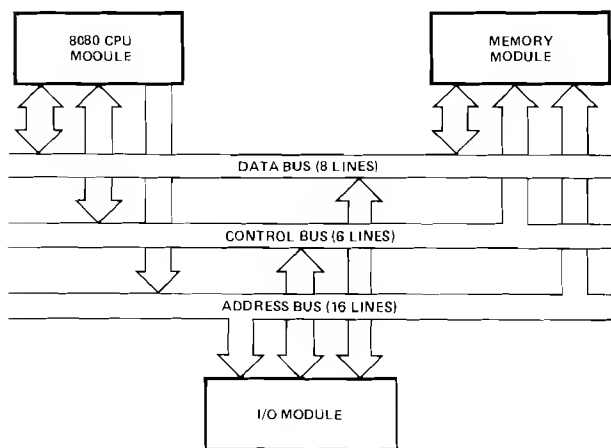 8080 CPU
MODULE
MEMORY
MODULE
DATA BUS (8 LINES)
CONTROL BUS (6 LINES)
ADDRESS BUS (16 LINES)
I/O MODULE